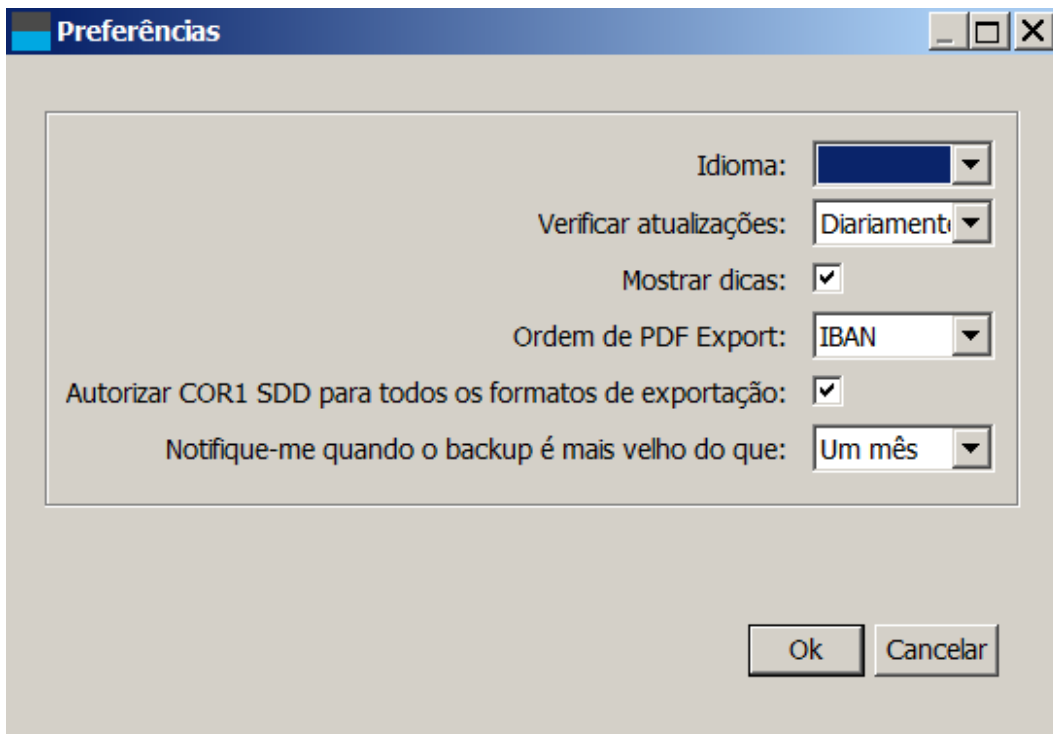 Preferências
Idioma:
Verificar atualizações: Diariament
Mostrar dicas:
Ordem de PDF Export: IBAN
Autorizar COR1 SDD para todos os formatos de exportação:
Notifique-me quando o backup é mais velho do que: Um mês
Ok Cancelar